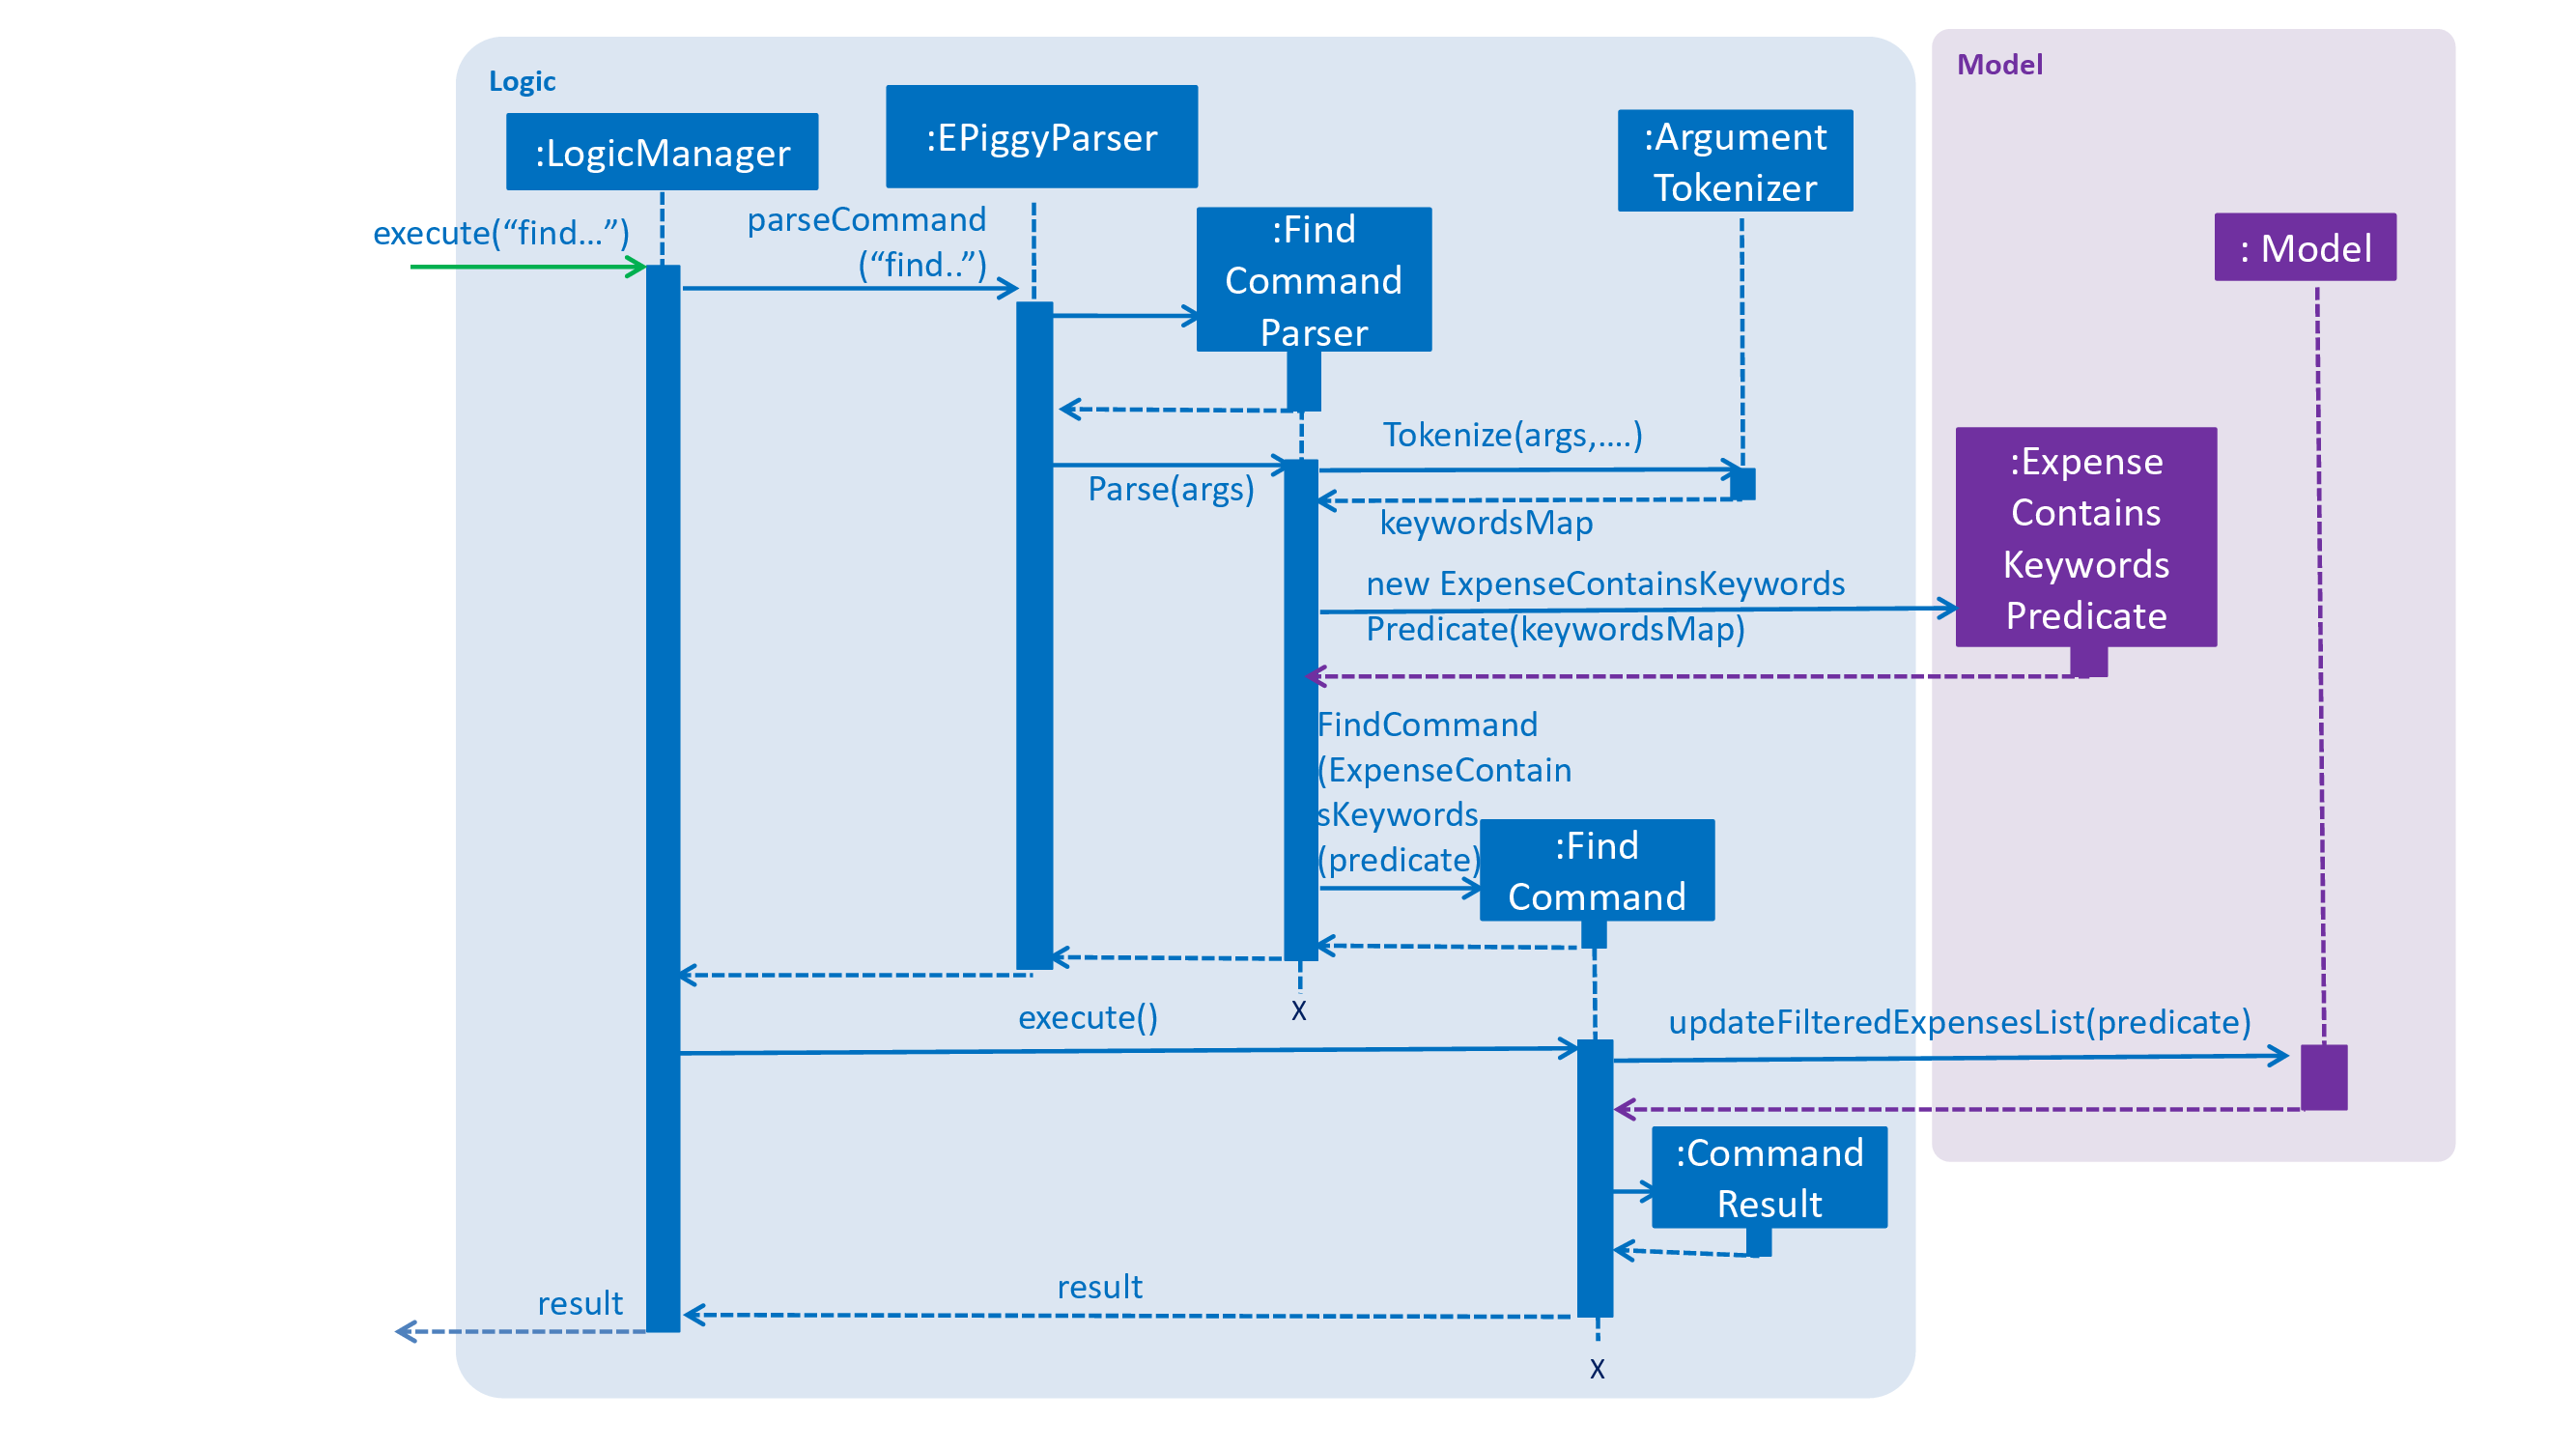 Logic
Model
:LogicManager
:EPiggyParser
:Argument
Tokenizer
execute(“find...”)
parseCommand
(“find..”)
:Find
Command
Parser
: Model
Tokenize(args,....)
Parse(args)
keywordsMap
:Expense
Contains
Keywords
Predicate
new ExpenseContainsKeywords
Predicate(keywordsMap)
FindCommand
(ExpenseContain
sKeywords
(predicate)
:Find
Command
X
execute()
updateFilteredExpensesList(predicate)
:Command
Result
result
result
X